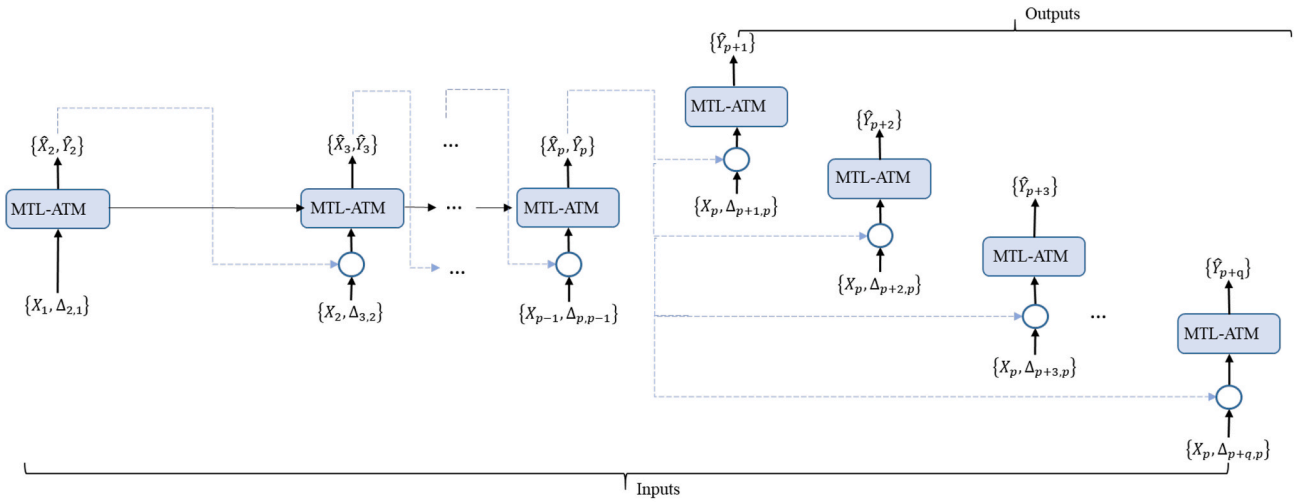 Outputs
{Ŷ_{p+1}}
MTL-ATM
{X_p, Δ_{p+1,p}}
{Ŷ_{p+2}}
MTL-ATM
{X_p, Δ_{p+2,p}}
{X̂_2, Ŷ_2}
{X̂_3, Ŷ_3}
...
{X̂_p, Ŷ_p}
MTL-ATM
MTL-ATM
...
MTL-ATM
{X_1, Δ_{2,1}}
{X_2, Δ_{3,2}}
...
{X_{p-1}, Δ_{p,p-1}}
{Ŷ_{p+3}}
MTL-ATM
{X_p, Δ_{p+3,p}}
...
{Ŷ_{p+q}}
MTL-ATM
{X_p, Δ_{p+q,p}}
Inputs